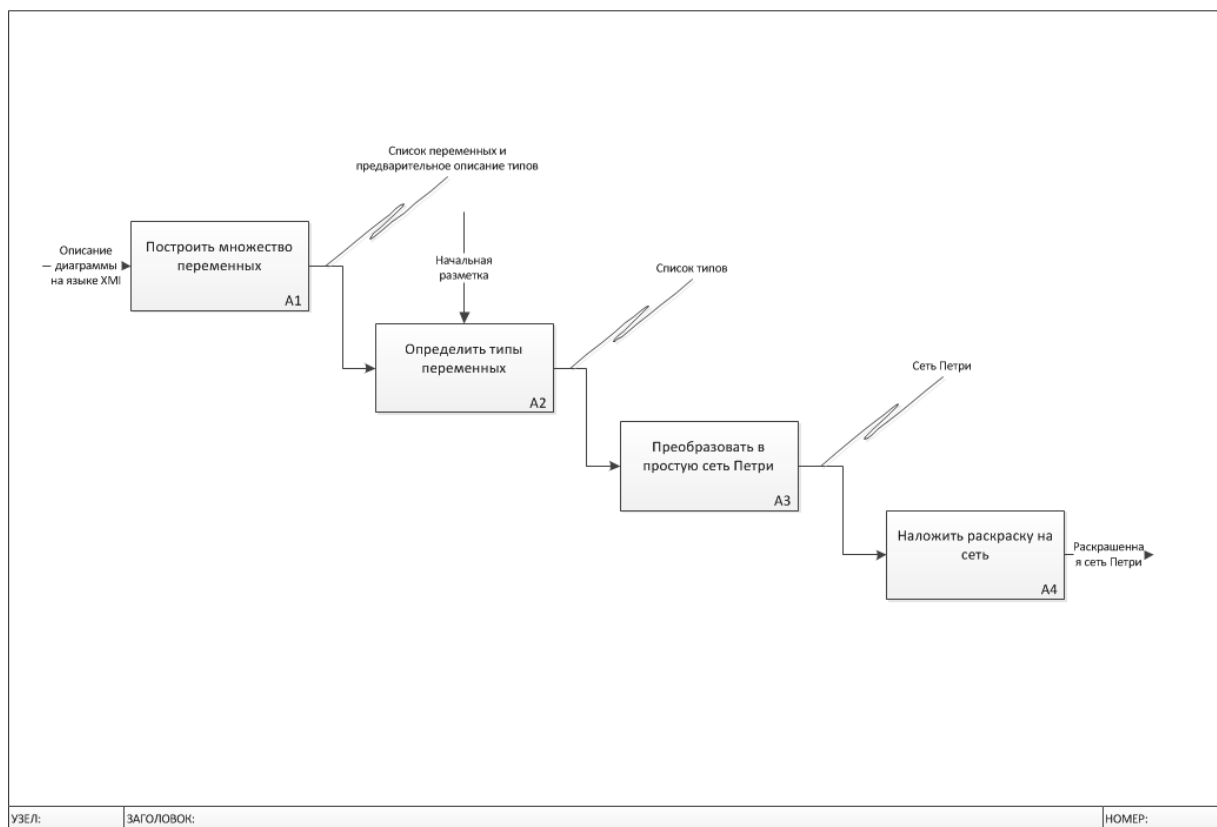 Список переменных и
предварительное описание типов
Построить множество
переменных
A1
Описание
диаграммы
на языке XMI
Начальная
разметка
Список типов
Определить типы
переменных
A2
Сеть Петри
Преобразовать в
простую сеть Петри
A3
Наложить раскраску на
сеть
A4
Раскрашенна
я сеть Петри
УЗЕЛ:
ЗАГОЛОВОК:
НОМЕР: